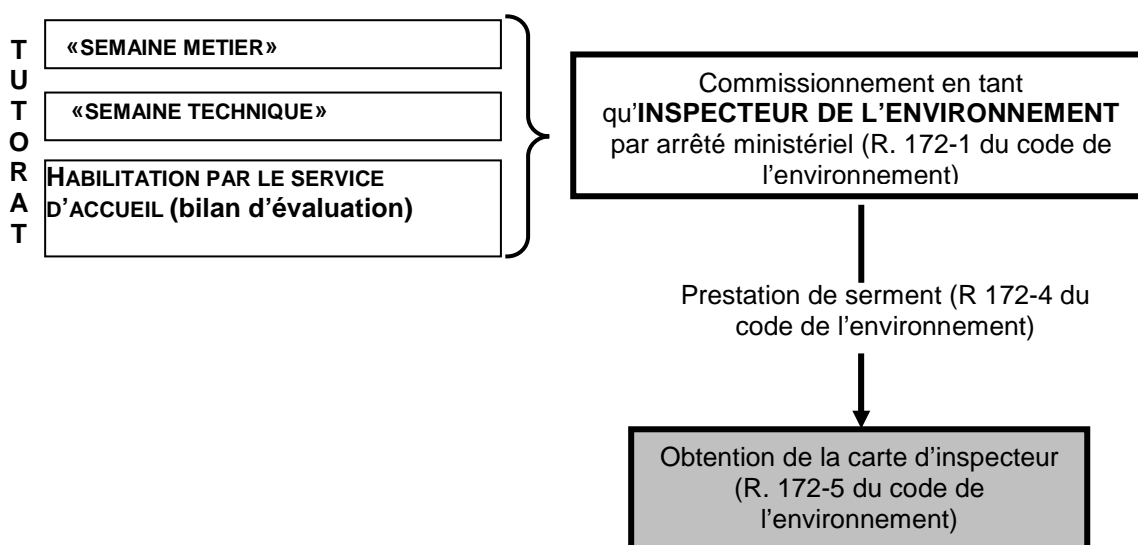 TUTORAT
«SEMAINE METIER»
«SEMAINE TECHNIQUE»
HABILITATION PAR LE SERVICE
D’ACCUEIL (bilan d’évaluation)
Commissionnement en tant
qu’INSPECTEUR DE L’ENVIRONNEMENT
par arrêté ministériel (R. 172-1 du code de
l’environnement)
Prestation de serment (R 172-4 du
code de l’environnement)
Obtention de la carte d’inspecteur
(R. 172-5 du code de
l’environnement)